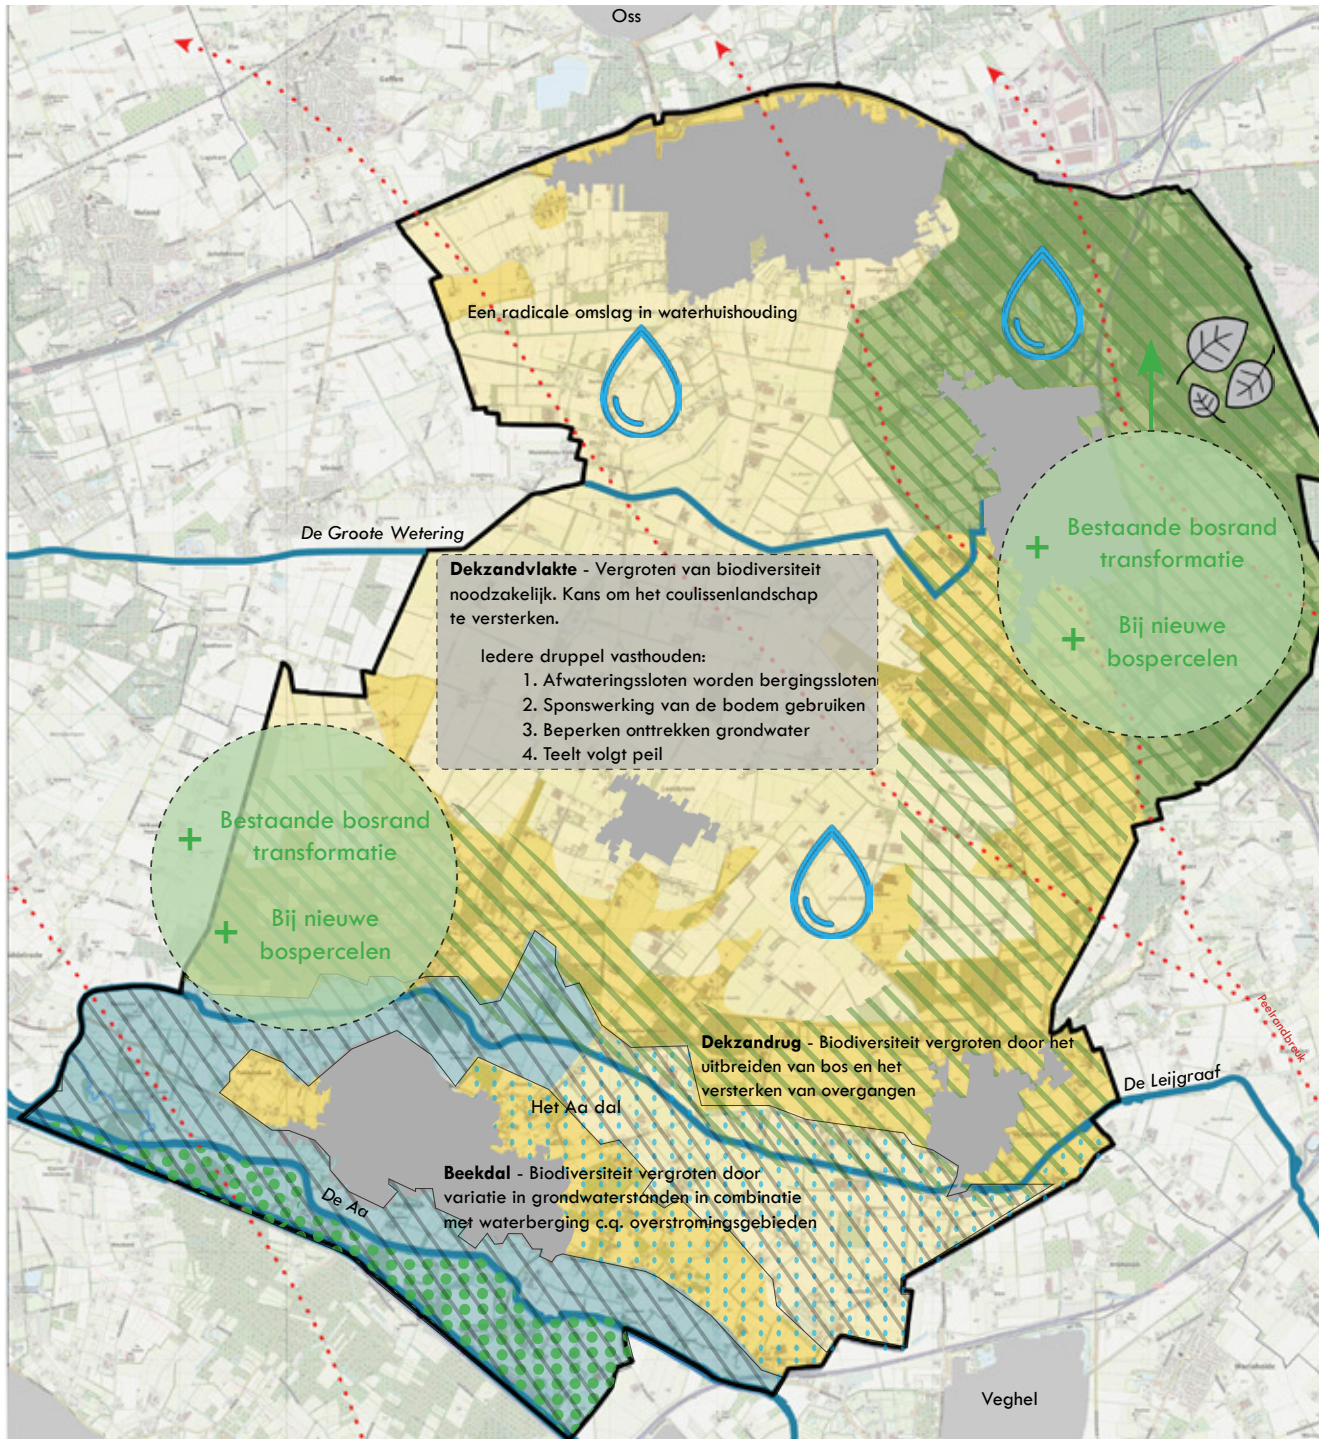 Oss
Geffen
Nuland
Een radicale omslag in waterhuishouding
De Groote Wetering
Dekzandvlakte - Vergroten van biodiversiteit
noodzakelijk. Kans om het coulissenlandschap
te versterken.
Iedere druppel vasthouden:
1. Afwateringssloten worden bergingssloten
2. Sponswerking van de bodem gebruiken
3. Beperken onttrekken grondwater
4. Teelt volgt peil
+ Bestaande bosrand
transformatie
+ Bij nieuwe
bospercelen
+ Bestaande bosrand
transformatie
+ Bij nieuwe
bospercelen
Peelrandbreuk
Dekzandrug - Biodiversiteit vergroten door het
uitbreiden van bos en het
versterken van overgangen
De Leijgraaf
Het Aa dal
Beekdal - Biodiversiteit vergroten door
variatie in grondwaterstanden in combinatie
met waterberging c.q. overstromingsgebieden
De Aa
Mariaheide
Veghel